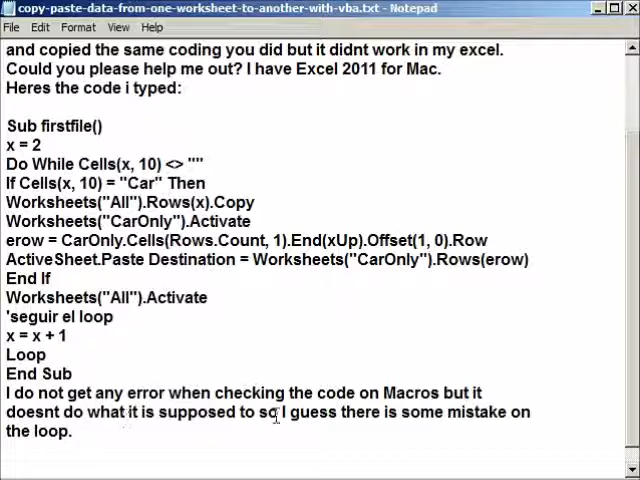 copy-paste-data-from-one-worksheet-to-another-with-vba.txt - Notepad
File Edit Format View Help
and copied the same coding you did but it didnt work in my excel.
Could you please help me out? I have Excel 2011 for Mac.
Heres the code i typed:
Sub firstfile()
x = 2
Do While Cells(x, 10) <> ""
If Cells(x, 10) = "Car" Then
Worksheets("All").Rows(x).Copy
Worksheets("CarOnly").Activate
erow = CarOnly.Cells(Rows.Count, 1).End(xUp).Offset(1, 0).Row
ActiveSheet.Paste Destination = Worksheets("CarOnly").Rows(erow)
End If
Worksheets("All").Activate
'seguir el loop
x = x + 1
Loop
End Sub
I do not get any error when checking the code on Macros but it
doesnt do what it is supposed to so I guess there is some mistake on
the loop.